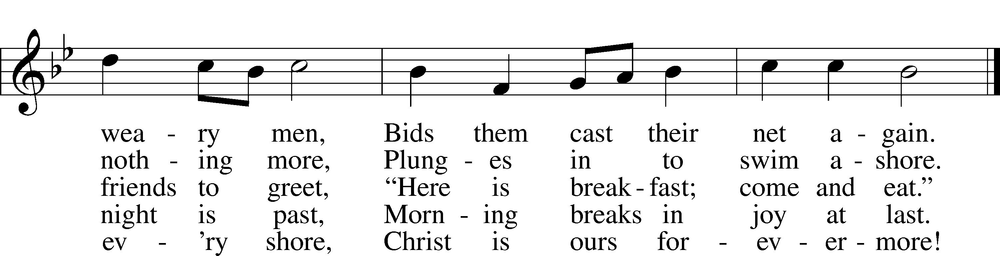 wea - ry men, Bids them cast their net a - gain.
noth - ing more, Plung - es in to swim a - shore.
friends to greet, “Here is break - fast; come and eat.”
night is past, Morn - ing breaks in joy at last.
ev - ’ry shore, Christ is ours for - ev - er - more!